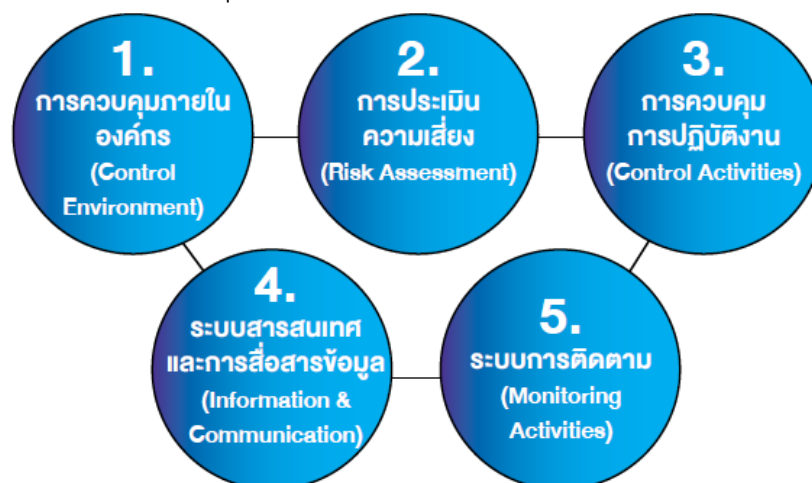 1.
การควบคุมภายใน
องค์กร
(Control
Environment)
2.
การประเมิน
ความเสี่ยง
(Risk Assessment)
3.
การควบคุม
การปฏิบัติงาน
(Control Activities)
4.
ระบบสารสนเทศ
และการสื่อสารข้อมูล
(Information &
Communication)
5.
ระบบการติดตาม
(Monitoring
Activities)